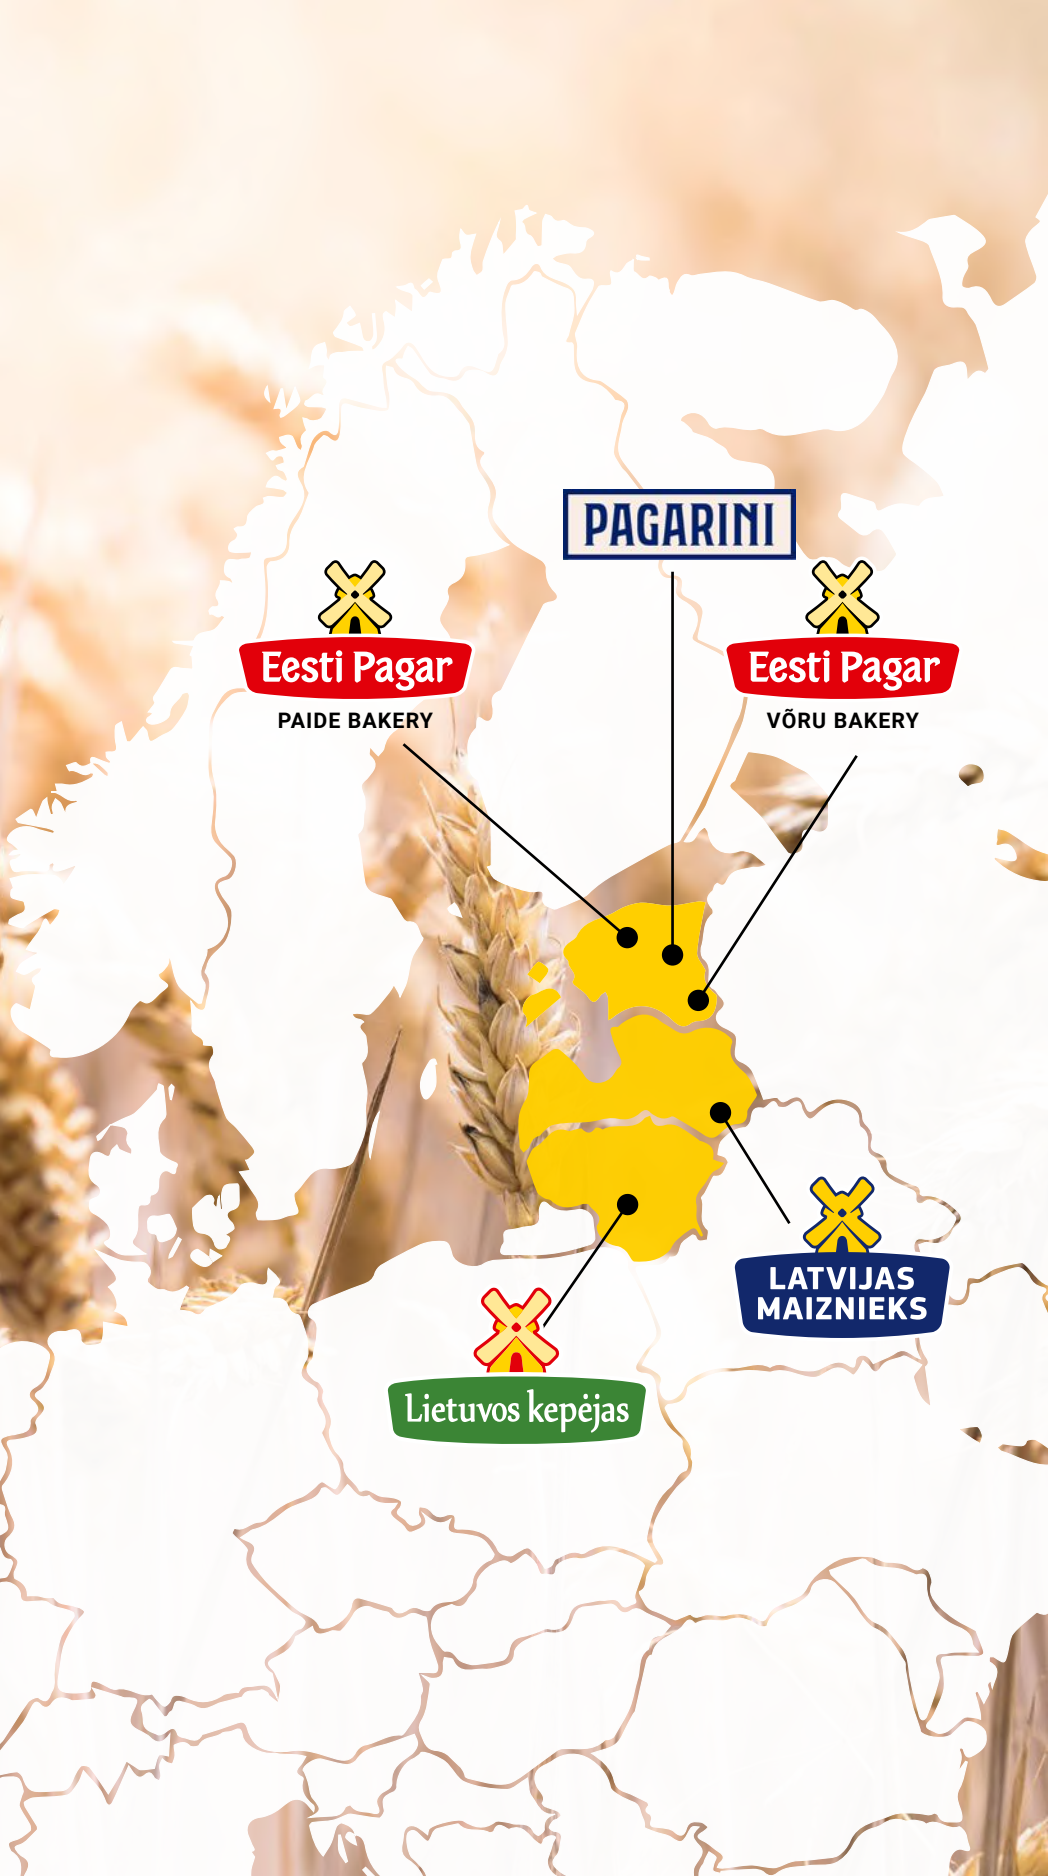 PAGARINI
Eesti Pagar
PAIDE BAKERY
Eesti Pagar
VÕRU BAKERY
LATVIJAS
MAIZNIEKS
Lietuvos kepėjas